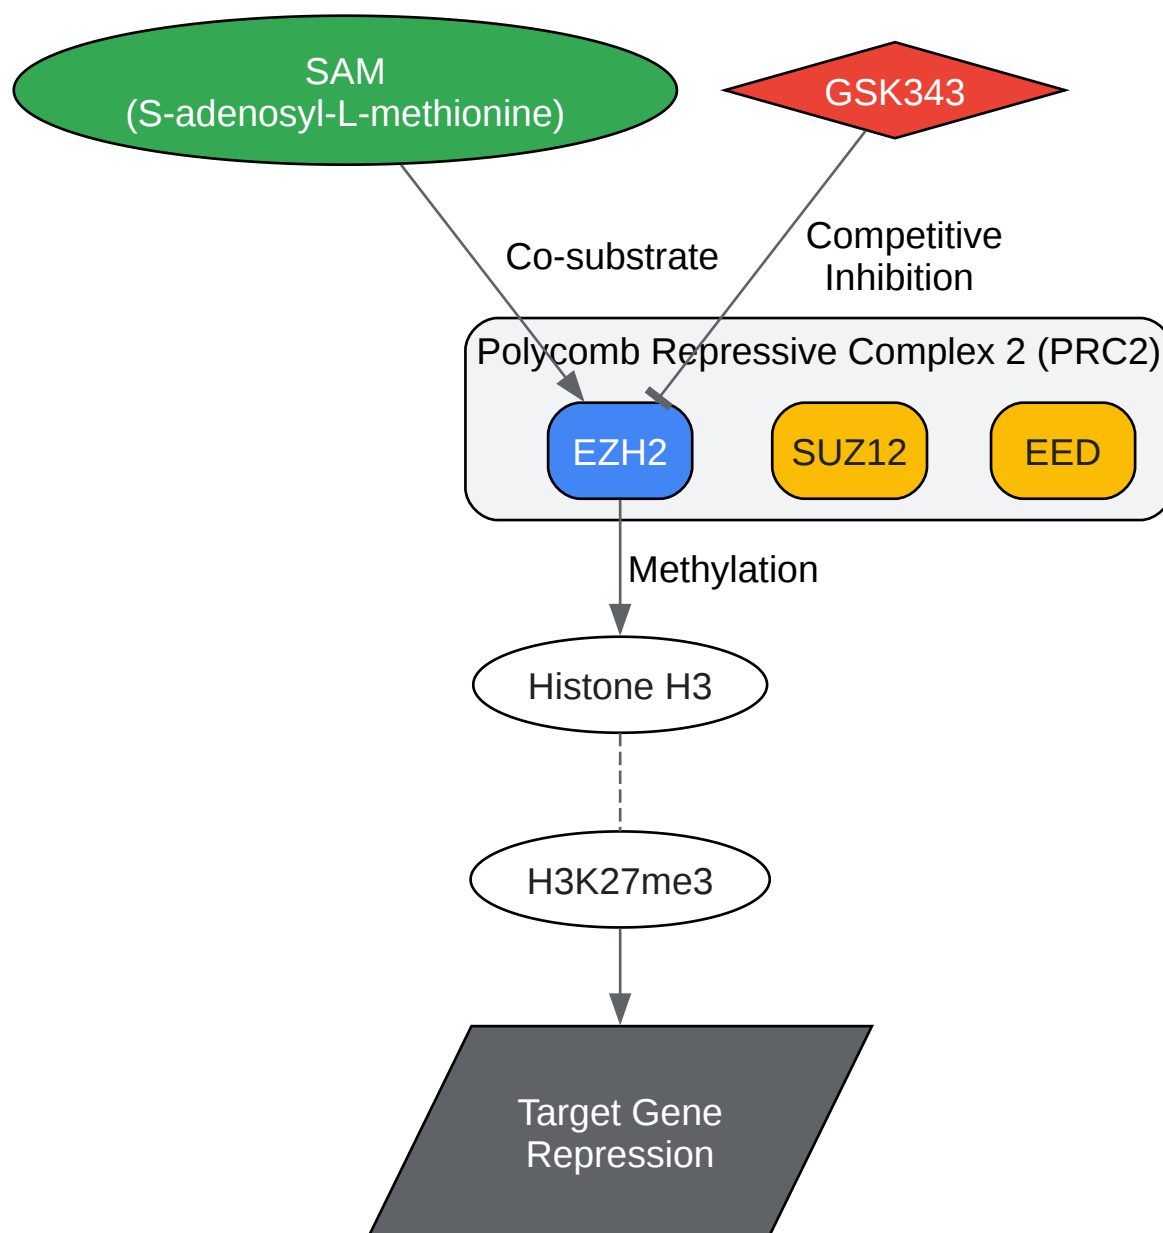 SAM
(S-adenosyl-L-methionine)
GSK343
Co-substrate
Competitive
Inhibition
Polycomb Repressive Complex 2 (PRC2)
EZH2
SUZ12
EED
Methylation
Histone H3
H3K27me3
Target Gene
Repression